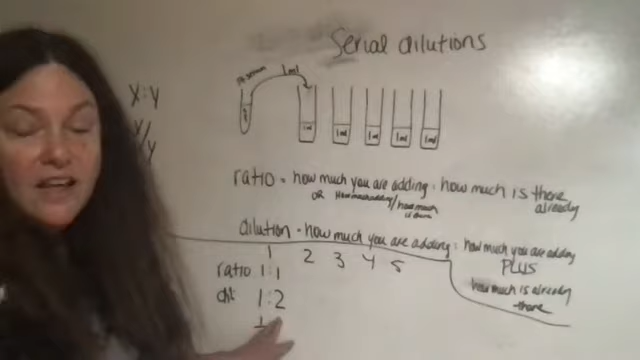 Serial dilutions
X:Y
X/Y
1ml
1ml 1ml 1ml 1ml 1ml
ratio = how much you are adding : how much is there already
or how much adding / how much is there
dilution = how much you are adding : how much you are adding
PLUS
how much is already
there
1 2 3 4 5
ratio 1:1
dil: 1:2
1